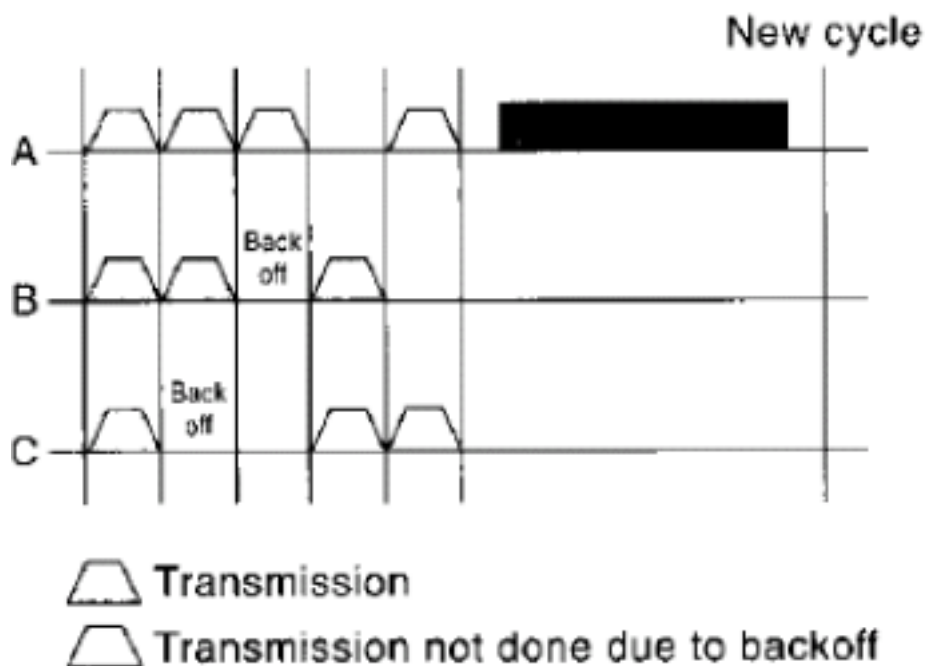 New cycle
A
Back
off
B
Back
off
C
Transmission
Transmission not done due to backoff